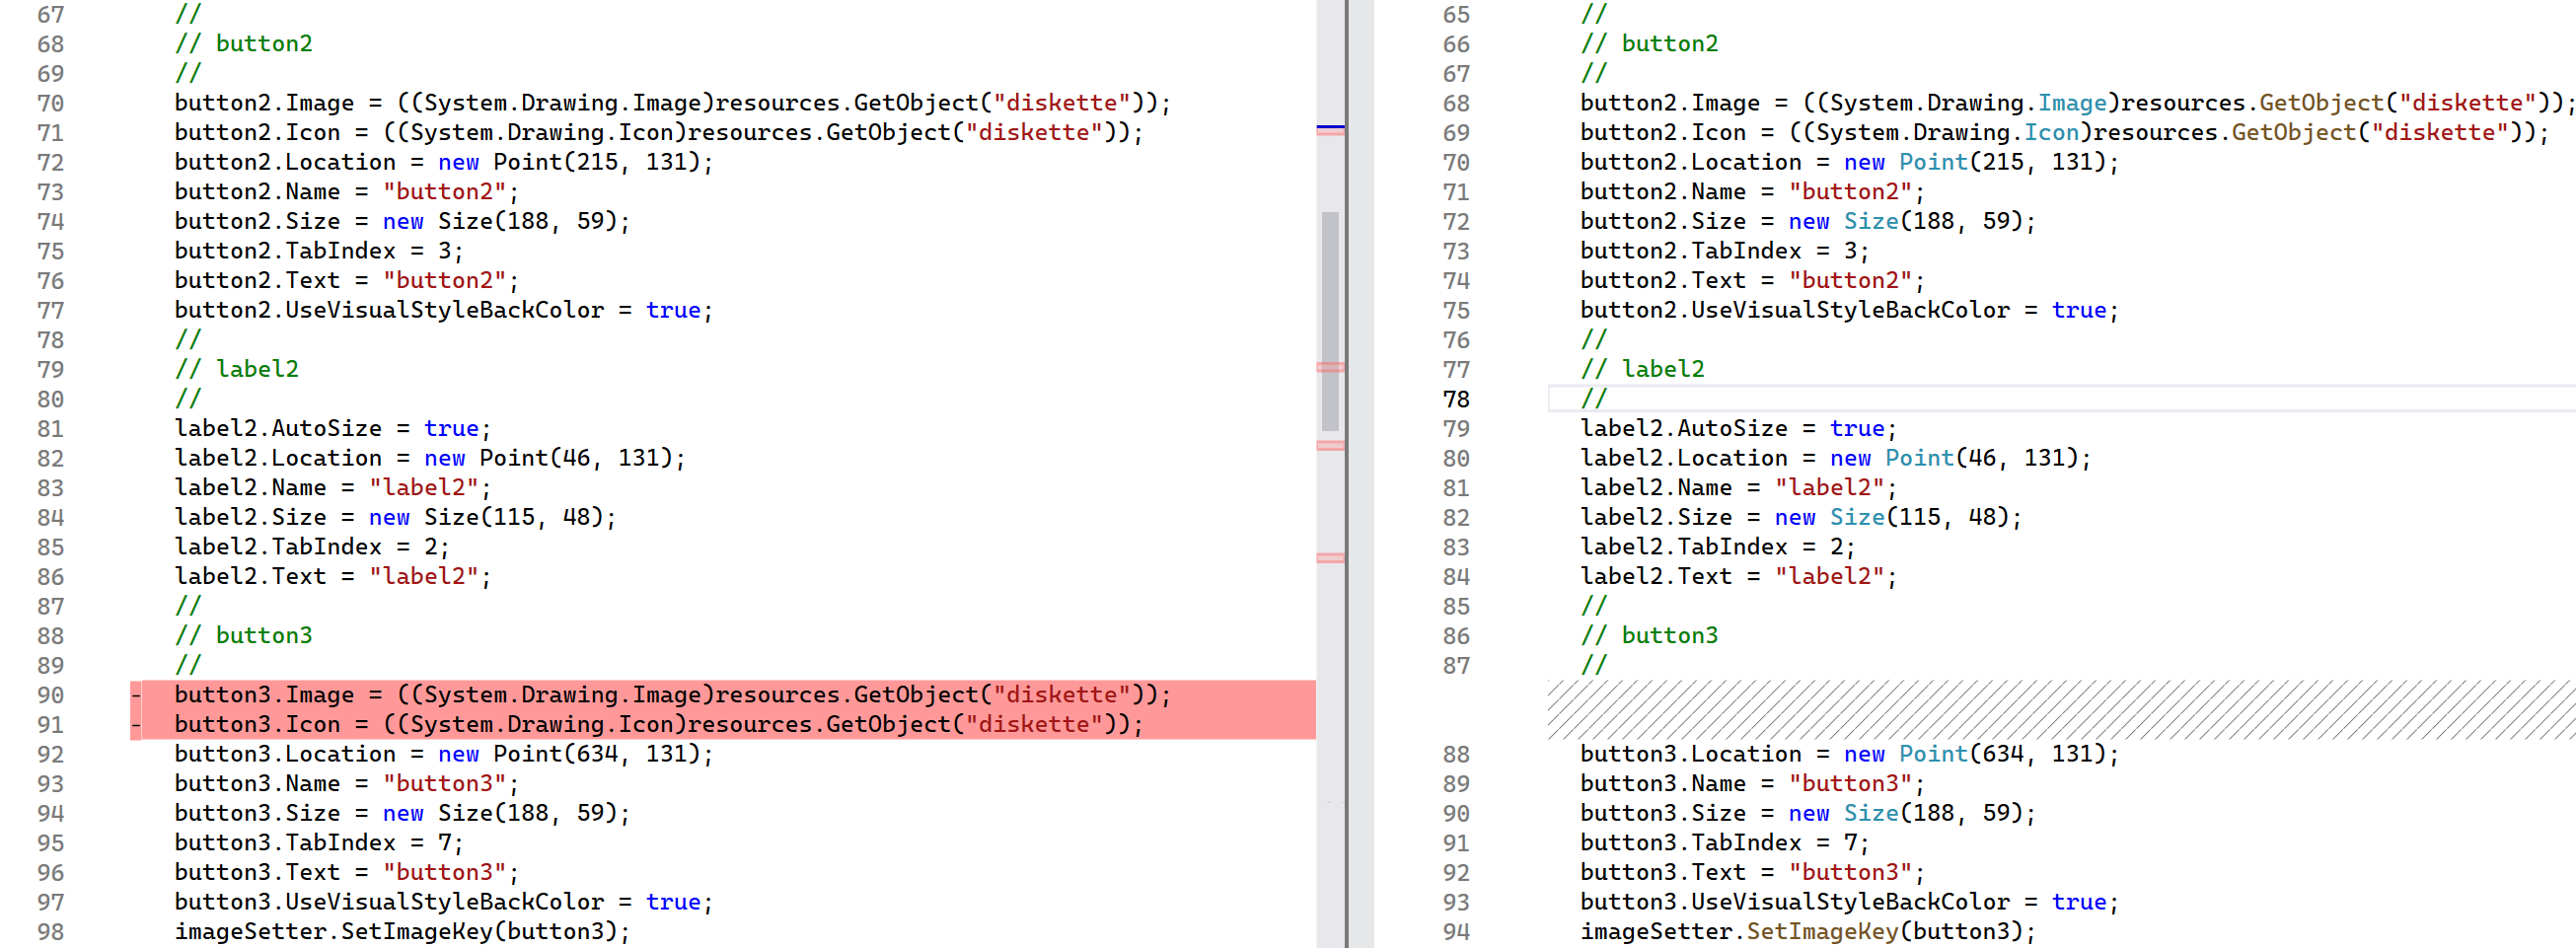 67 //
68 // button2
69 //
70 button2.Image = ((System.Drawing.Image)resources.GetObject("diskette"));
71 button2.Icon = ((System.Drawing.Icon)resources.GetObject("diskette"));
72 button2.Location = new Point(215, 131);
73 button2.Name = "button2";
74 button2.Size = new Size(188, 59);
75 button2.TabIndex = 3;
76 button2.Text = "button2";
77 button2.UseVisualStyleBackColor = true;
78 //
79 // label2
80 //
81 label2.AutoSize = true;
82 label2.Location = new Point(46, 131);
83 label2.Name = "label2";
84 label2.Size = new Size(115, 48);
85 label2.TabIndex = 2;
86 label2.Text = "label2";
87 //
88 // button3
89 //
90 - button3.Image = ((System.Drawing.Image)resources.GetObject("diskette"));
91 - button3.Icon = ((System.Drawing.Icon)resources.GetObject("diskette"));
92 button3.Location = new Point(634, 131);
93 button3.Name = "button3";
94 button3.Size = new Size(188, 59);
95 button3.TabIndex = 7;
96 button3.Text = "button3";
97 button3.UseVisualStyleBackColor = true;
98 imageSetter.SetImageKey(button3);
65 //
66 // button2
67 //
68 button2.Image = ((System.Drawing.Image)resources.GetObject("diskette"));
69 button2.Icon = ((System.Drawing.Icon)resources.GetObject("diskette"));
70 button2.Location = new Point(215, 131);
71 button2.Name = "button2";
72 button2.Size = new Size(188, 59);
73 button2.TabIndex = 3;
74 button2.Text = "button2";
75 button2.UseVisualStyleBackColor = true;
76 //
77 // label2
78 //
79 label2.AutoSize = true;
80 label2.Location = new Point(46, 131);
81 label2.Name = "label2";
82 label2.Size = new Size(115, 48);
83 label2.TabIndex = 2;
84 label2.Text = "label2";
85 //
86 // button3
87 //
88 button3.Location = new Point(634, 131);
89 button3.Name = "button3";
90 button3.Size = new Size(188, 59);
91 button3.TabIndex = 7;
92 button3.Text = "button3";
93 button3.UseVisualStyleBackColor = true;
94 imageSetter.SetImageKey(button3);